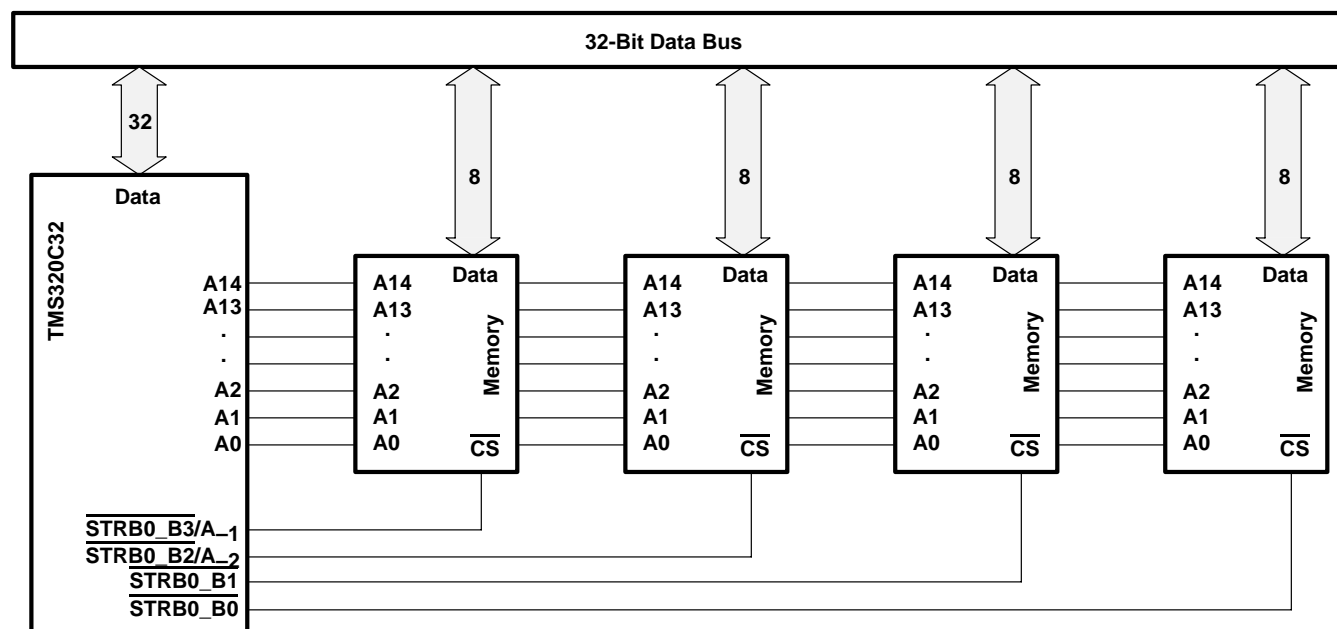 32-Bit Data Bus
32
8
8
8
8
Data
TMS320C32
A14
A13
.
.
A2
A1
A0
STRB0_B3/A–1
STRB0_B2/A–2
STRB0_B1
STRB0_B0
Data
A14
A13
.
.
A2
A1
A0
Memory
CS
Data
A14
A13
.
.
A2
A1
A0
Memory
CS
Data
A14
A13
.
.
A2
A1
A0
Memory
CS
Data
A14
A13
.
.
A2
A1
A0
Memory
CS